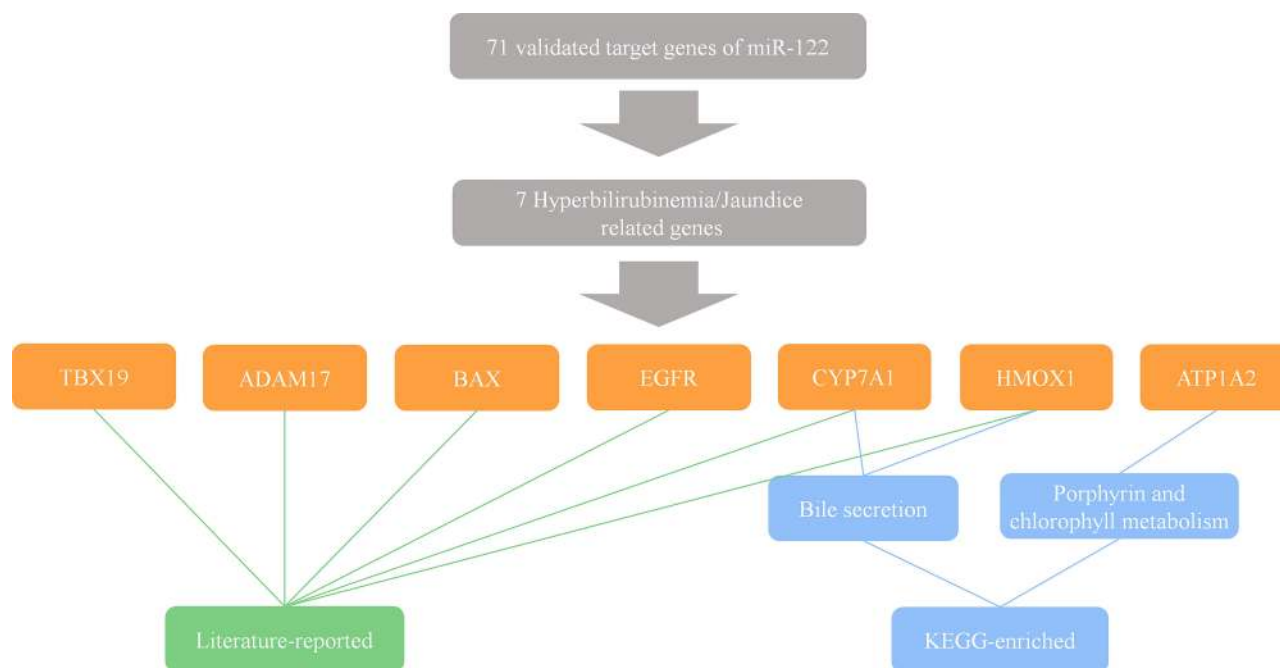 71 validated target genes of miR-122
7 Hyperbilirubinemia/Jaundice
related genes
TBX19
ADAM17
BAX
EGFR
CYP7A1
HMOX1
ATP1A2
Bile secretion
Porphyrin and
chlorophyll metabolism
Literature-reported
KEGG-enriched